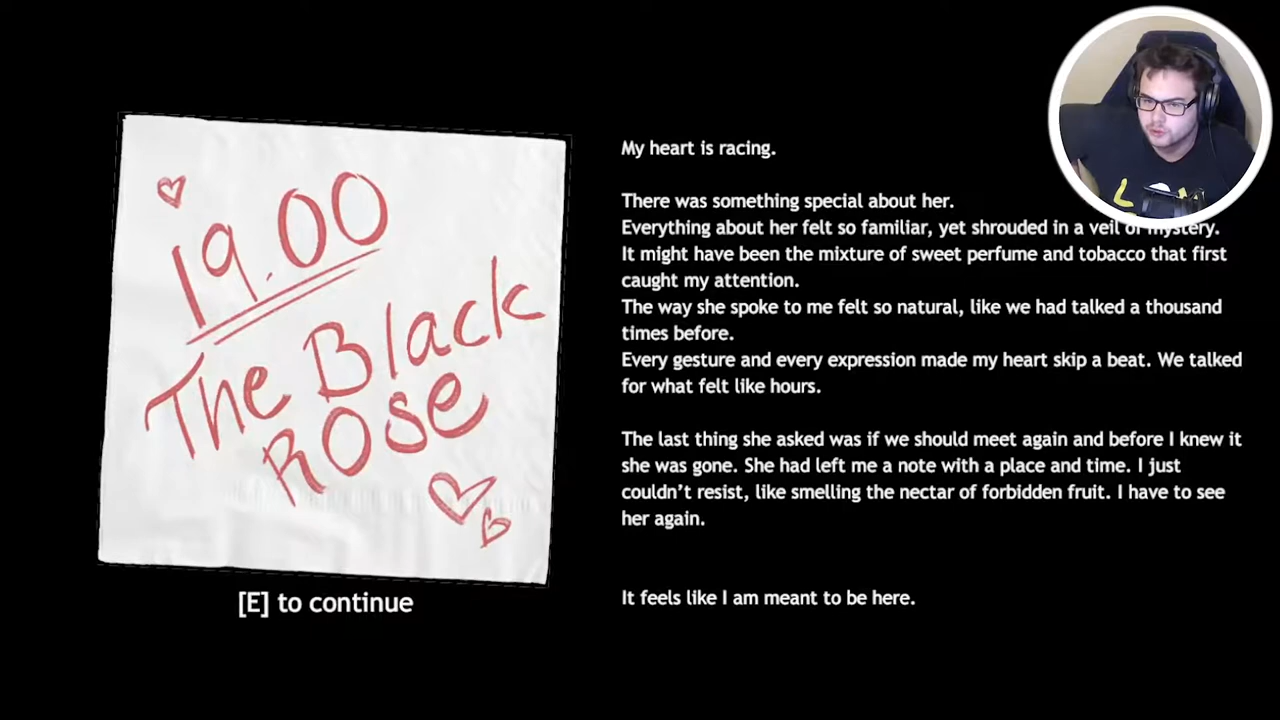 19.00
The Black
Rose
[E] to continue
My heart is racing.
There was something special about her.
Everything about her felt so familiar, yet shrouded in a veil of mystery.
It might have been the mixture of sweet perfume and tobacco that first
caught my attention.
The way she spoke to me felt so natural, like we had talked a thousand
times before.
Every gesture and every expression made my heart skip a beat. We talked
for what felt like hours.
The last thing she asked was if we should meet again and before I knew it
she was gone. She had left me a note with a place and time. I just
couldn't resist, like smelling the nectar of forbidden fruit. I have to see
her again.
It feels like I am meant to be here.